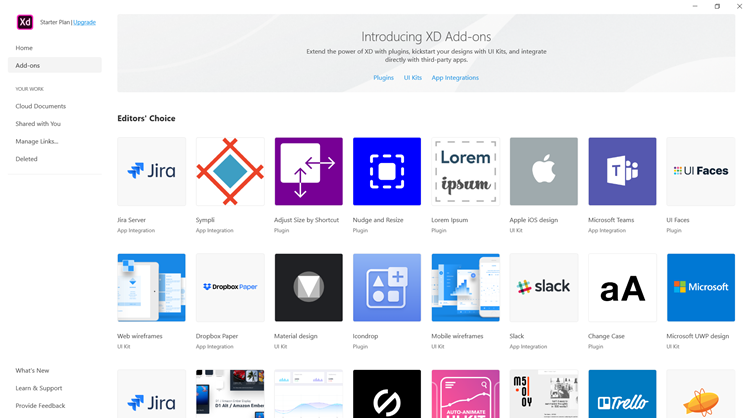 Xd Starter Plan | Upgrade
Home
Add-ons
YOUR WORK
Cloud Documents
Shared with You
Manage Links...
Deleted
What's New
Learn & Support
Provide Feedback
Introducing XD Add-ons
Extend the power of XD with plugins, kickstart your designs with UI Kits, and integrate
directly with third-party apps.
Plugins UI Kits App Integrations
Editors' Choice
Jira
Jira Server
App Integration
Sympli
App Integration
Adjust Size by Shortcut
Plugin
Nudge and Resize
Plugin
Lorem
ipsum
Lorem Ipsum
Plugin
Apple iOS design
UI Kit
T
Microsoft Teams
App Integration
UI Faces
UI Faces
Plugin
Web wireframes
UI Kit
Dropbox Paper
Dropbox Paper
App Integration
Material design
UI Kit
Icondrop
Plugin
Mobile wireframes
UI Kit
slack
Slack
App Integration
aA
Change Case
Plugin
Microsoft
Microsoft UWP design
UI Kit
Jira
D1 Alt / Amazon Ember
AUTO-ANIMATE
Trello